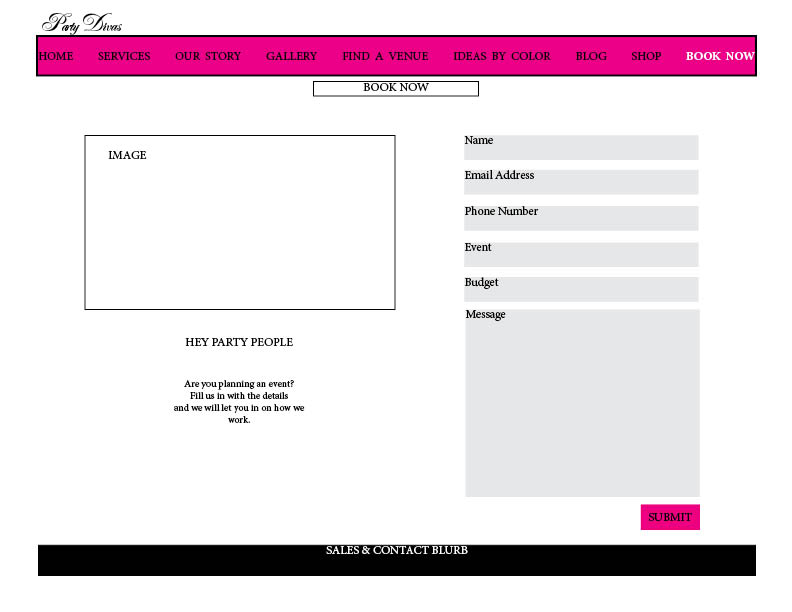 Party Divas
HOME SERVICES OUR STORY GALLERY FIND A VENUE IDEAS BY COLOR BLOG SHOP BOOK NOW
BOOK NOW
IMAGE
HEY PARTY PEOPLE
Are you planning an event?
Fill us in with the details
and we will let you in on how we
work.
Name
Email Address
Phone Number
Event
Budget
Message
SUBMIT
SALES & CONTACT BLURB